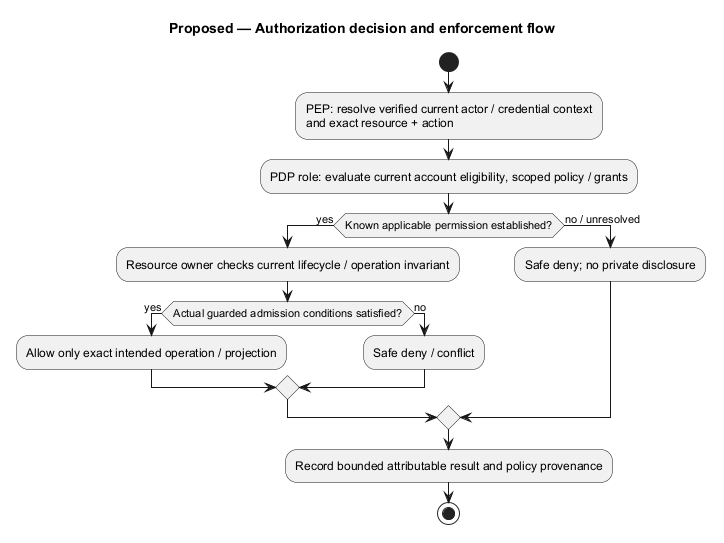 Proposed — Authorization decision and enforcement flow
PEP: resolve verified current actor / credential context
and exact resource + action
PDP role: evaluate current account eligibility, scoped policy / grants
yes
Known applicable permission established?
no / unresolved
Resource owner checks current lifecycle / operation invariant
Safe deny; no private disclosure
yes
Actual guarded admission conditions satisfied?
no
Allow only exact intended operation / projection
Safe deny / conflict
Record bounded attributable result and policy provenance